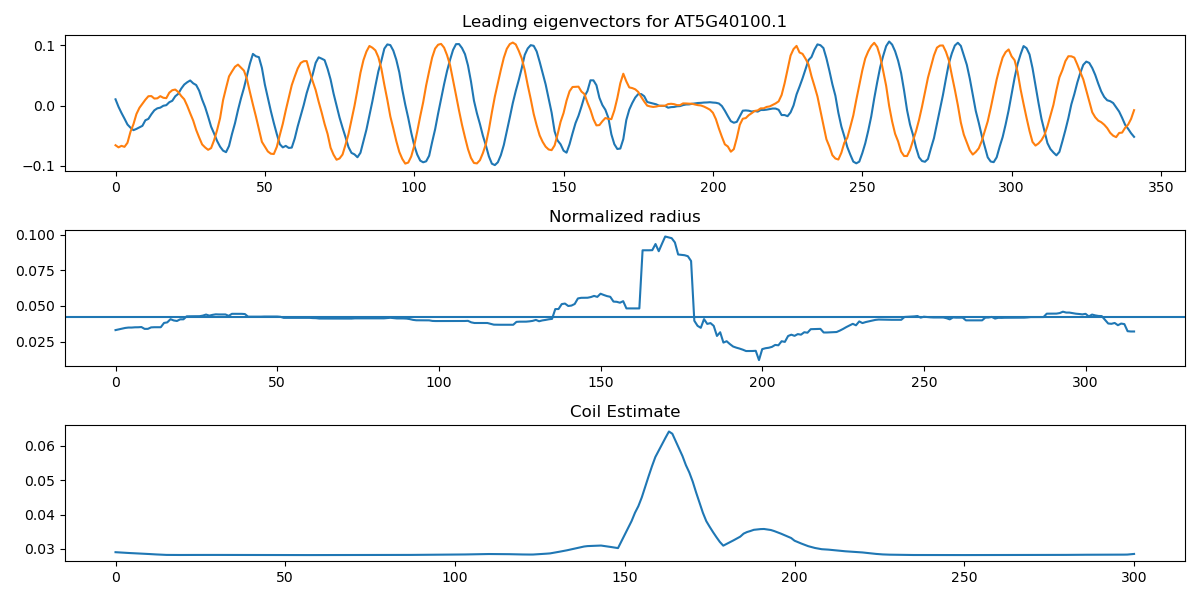 Leading eigenvectors for AT5G40100.1
0.1
0.0
−0.1
0 50 100 150 200 250 300 350
Normalized radius
0.100
0.075
0.050
0.025
0 50 100 150 200 250 300
Coil Estimate
0.06
0.05
0.04
0.03
0 50 100 150 200 250 300